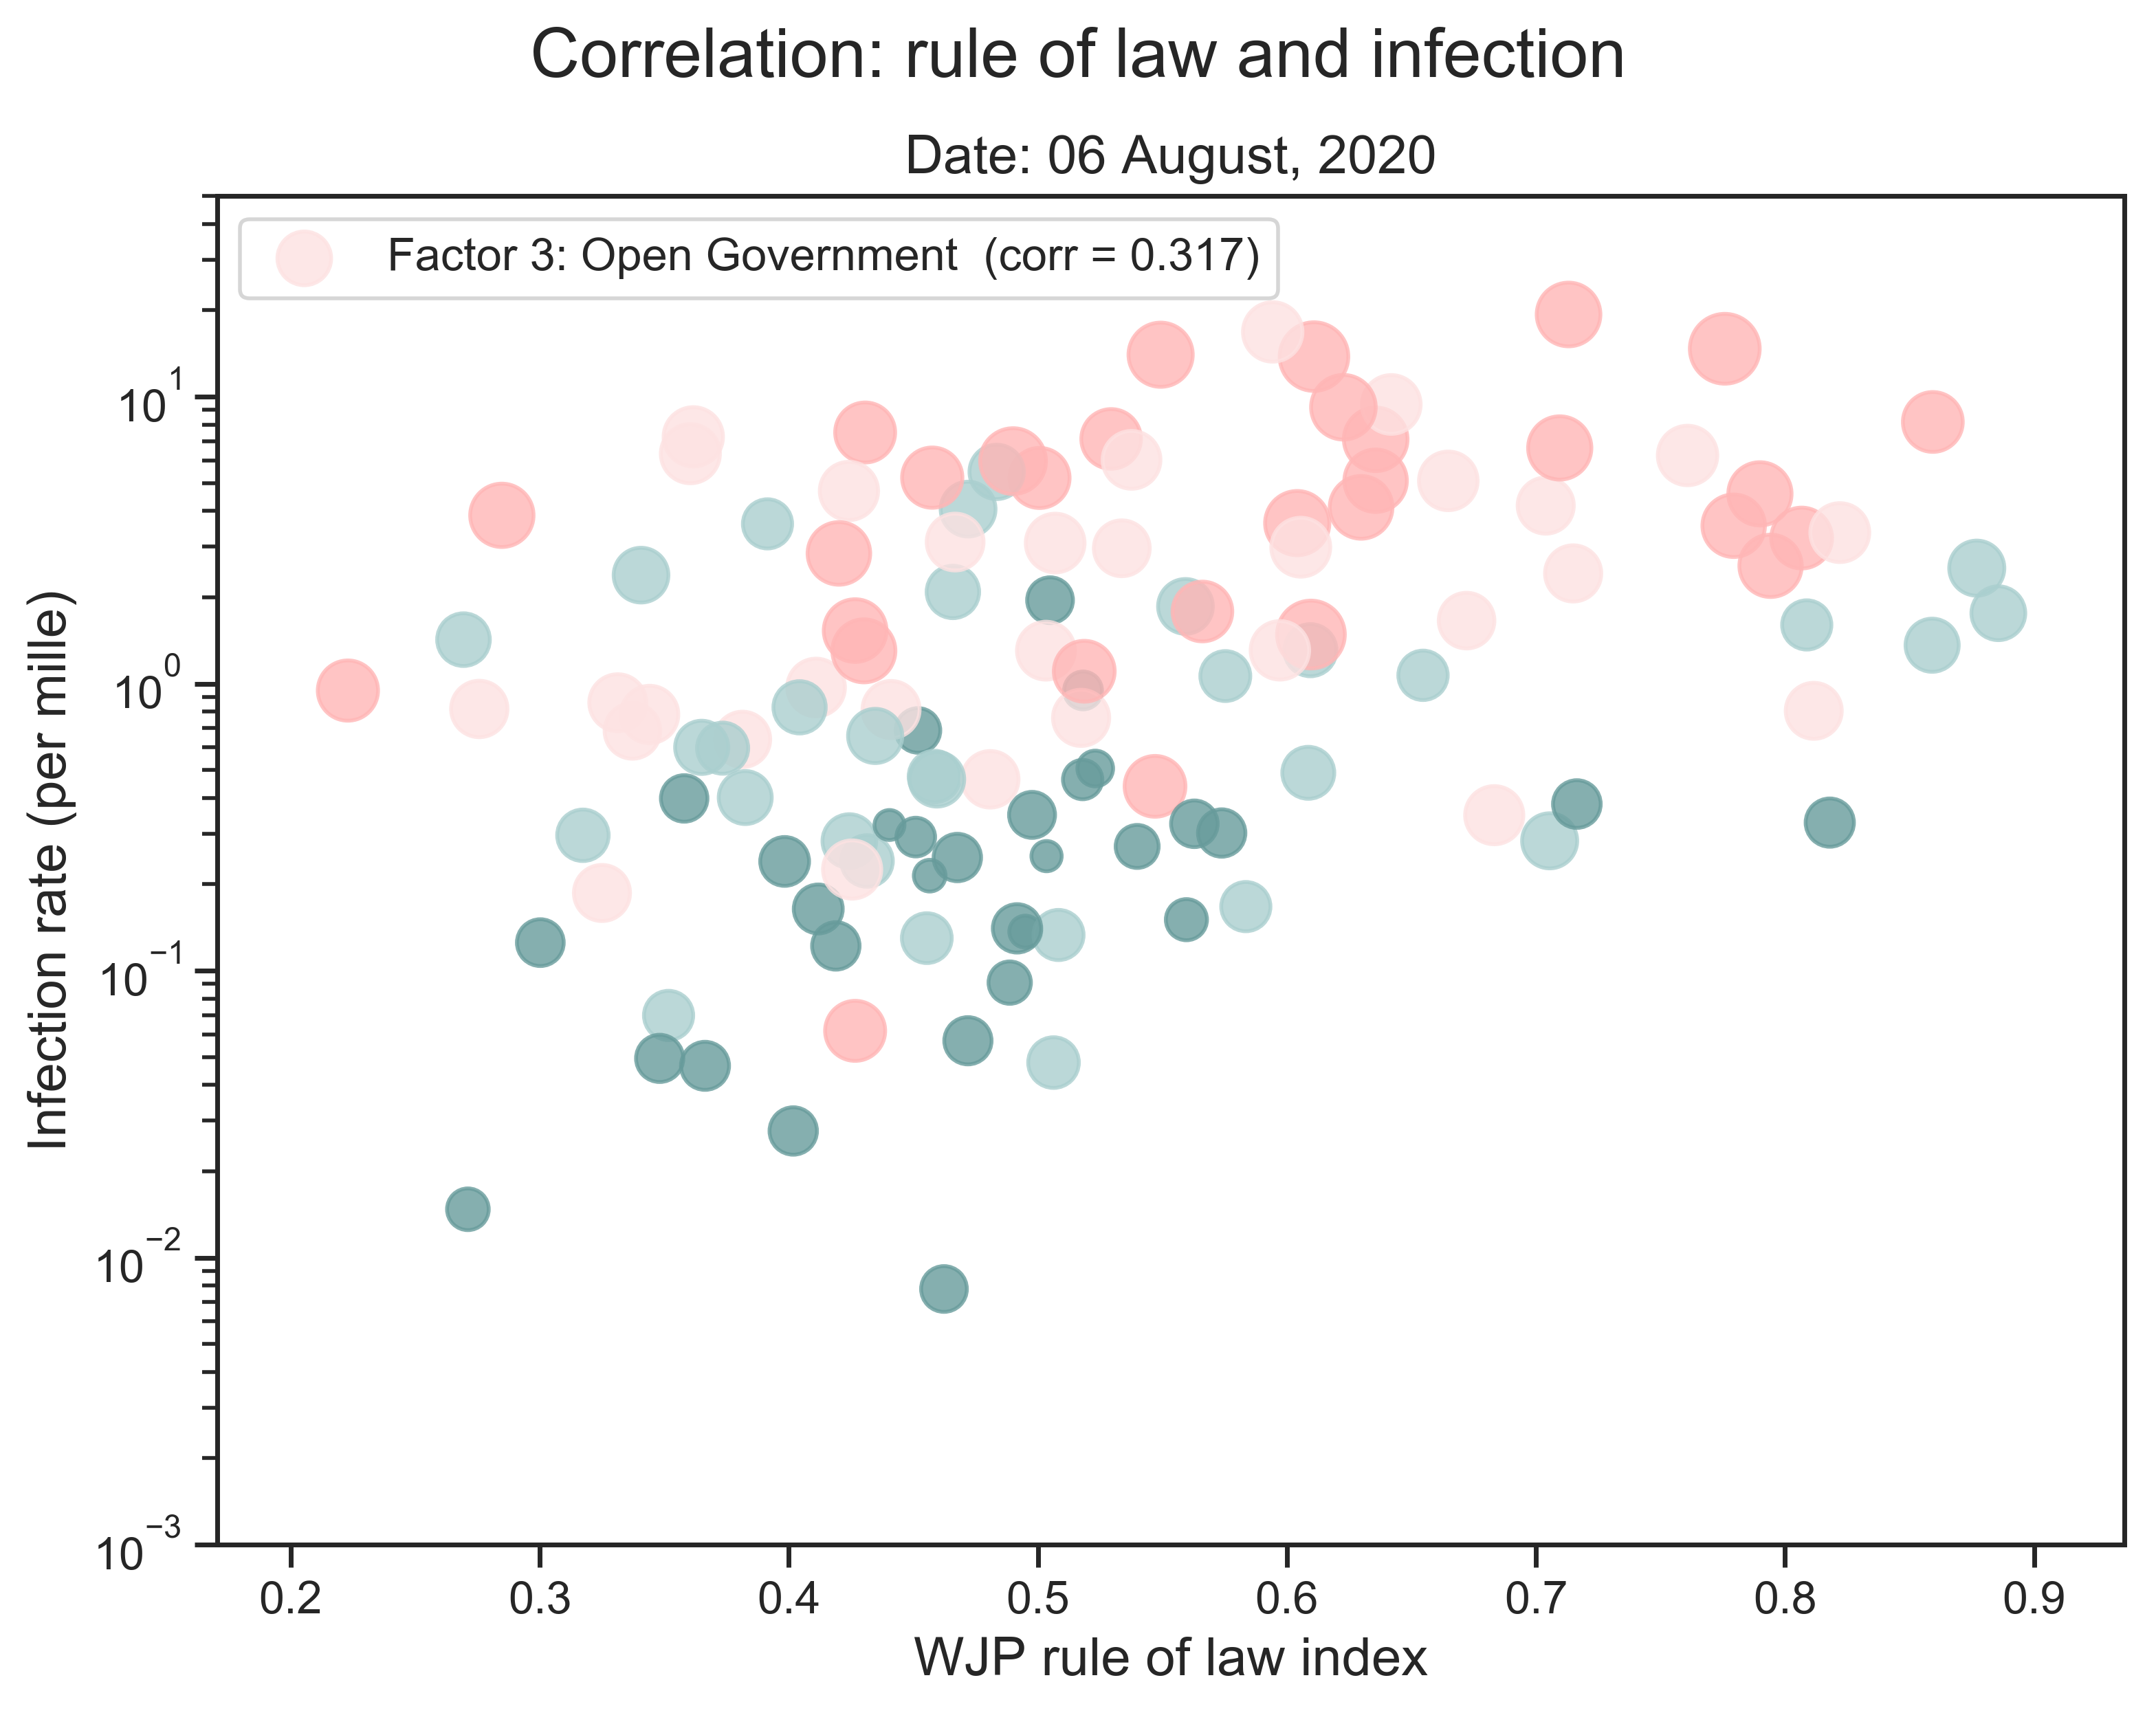 Correlation: rule of law and infection
Date: 06 August, 2020
Factor 3: Open Government (corr = 0.317)
Infection rate (per mille)
10^1
10^0
10^−1
10^−2
10^−3
0.2 0.3 0.4 0.5 0.6 0.7 0.8 0.9
WJP rule of law index